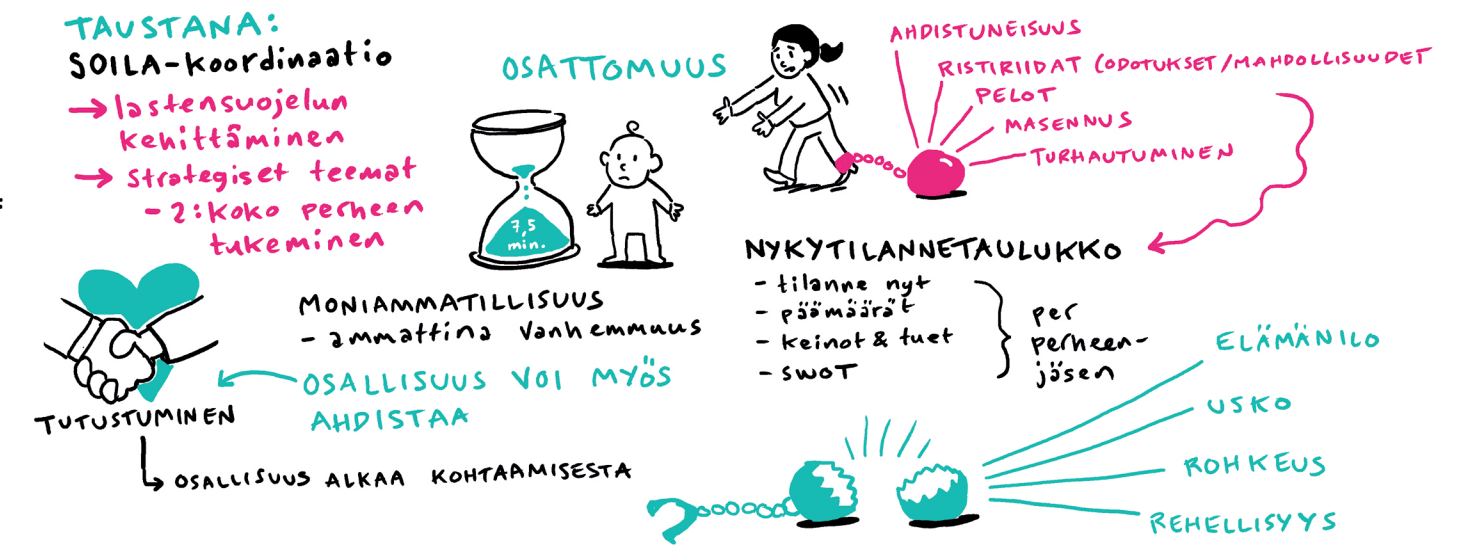 TAUSTANA:
SOILA-koordinaatio
→ lastensuojelun
kehittäminen
→ strategiset teemat
- 2: koko perheen
tukeminen
OSATTOMUUS
7,5
min.
AHDISTUNEISUUS
RISTIRIIDAT (ODOTUKSET/MAHDOLLISUUDET
PELOT
MASENNUS
TURHAUTUMINEN
MONIAMMATILLISUUS
- ammattina vanhemmuus
OSALLISUUS VOI MYÖS
AHDISTAA
TUTUSTUMINEN
OSALLISUUS ALKAA KOHTAAMISESTA
NYKYTILANNETAULUKKO
- tilanne nyt
- päämäärät
- keinot & tuet
- SWOT
per
perheen-
jäsen
ELÄMÄNILO
USKO
ROHKEUS
REHELLISYYS